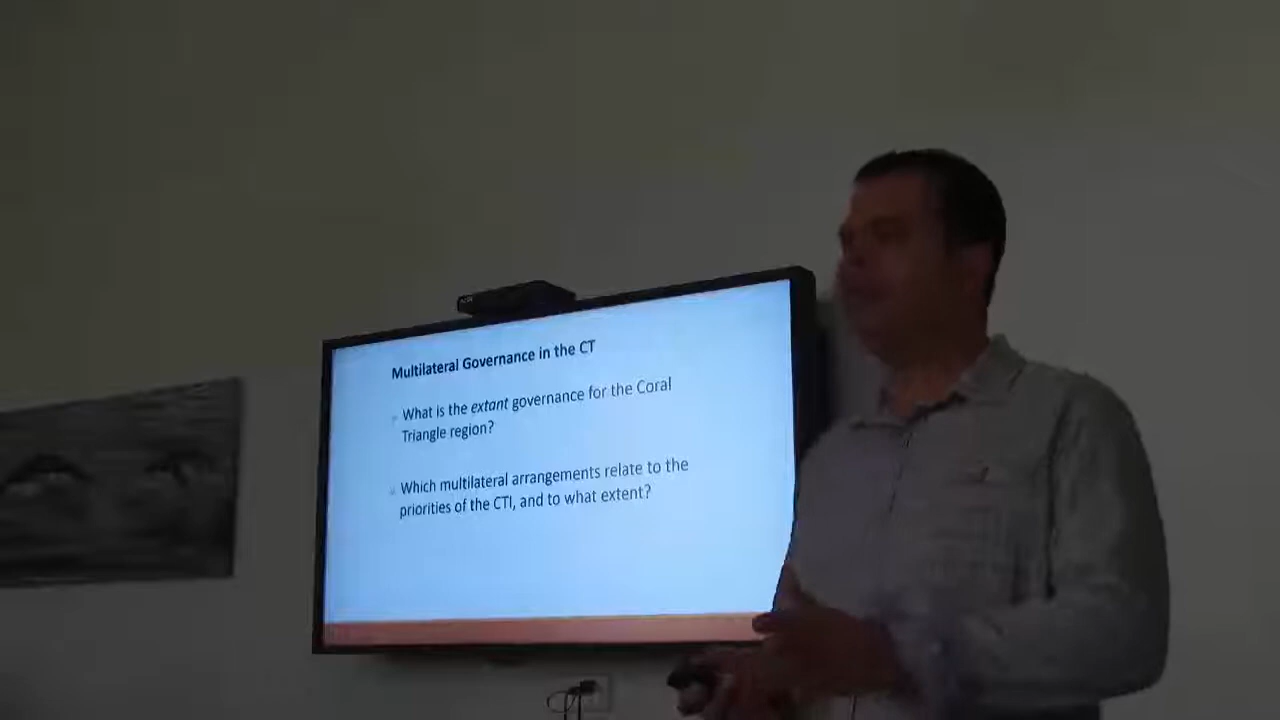 Multilateral Governance in the CT
What is the extant governance for the Coral
Triangle region?
Which multilateral arrangements relate to the
priorities of the CTI, and to what extent?